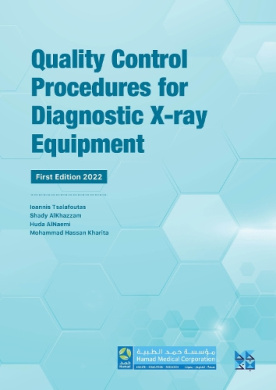 Quality Control
Procedures for
Diagnostic X-ray
Equipment
First Edition 2022
Ioannis Tsalafoutas
Shady AlKhazzam
Huda AlNaemi
Mohammad Hassan Kharita
مؤسسة حمد الطبية
Hamad Medical Corporation